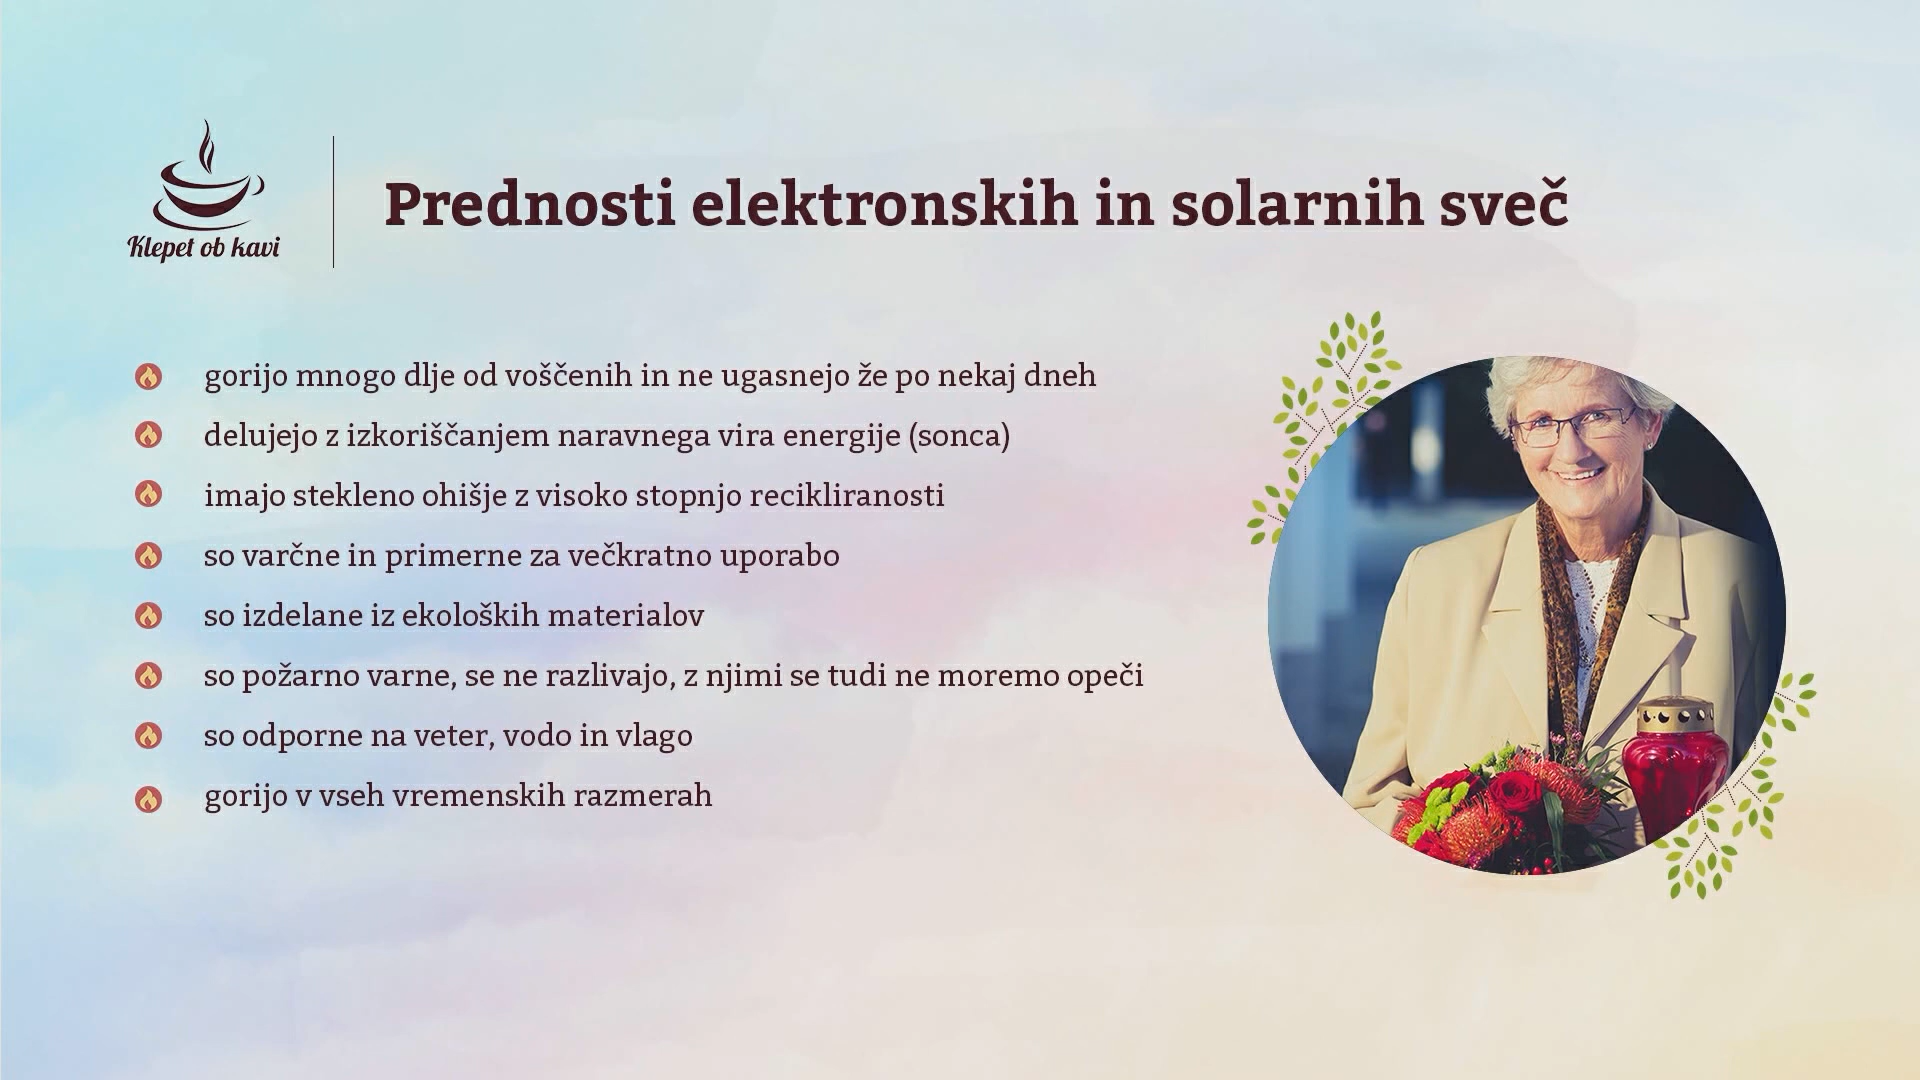 Klepet ob kavi
Prednosti elektronskih in solarnih sveč
gorijo mnogo dlje od voščenih in ne ugasnejo že po nekaj dneh
delujejo z izkoriščanjem naravnega vira energije (sonca)
imajo stekleno ohišje z visoko stopnjo recikliranosti
so varčne in primerne za večkratno uporabo
so izdelane iz ekoloških materialov
so požarno varne, se ne razlivajo, z njimi se tudi ne moremo opeči
so odporne na veter, vodo in vlago
gorijo v vseh vremenskih razmerah